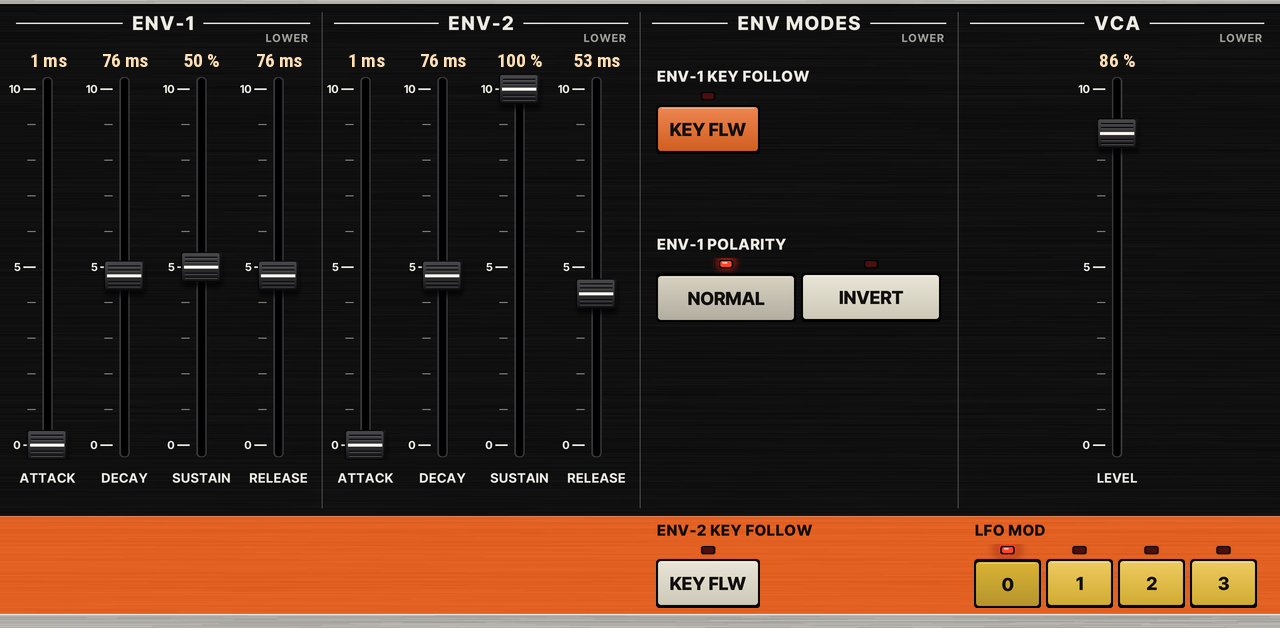 ENV-1
LOWER
1 ms 76 ms 50 % 76 ms
10 10 10 10
5 5 5 5
0 0 0 0
ATTACK DECAY SUSTAIN RELEASE
ENV-2
LOWER
1 ms 76 ms 100 % 53 ms
10 10 10 10
5 5 5 5
0 0 0 0
ATTACK DECAY SUSTAIN RELEASE
ENV MODES
LOWER
ENV-1 KEY FOLLOW
KEY FLW
ENV-1 POLARITY
NORMAL INVERT
VCA
LOWER
86 %
10
5
0
LEVEL
ENV-2 KEY FOLLOW
KEY FLW
LFO MOD
0 1 2 3